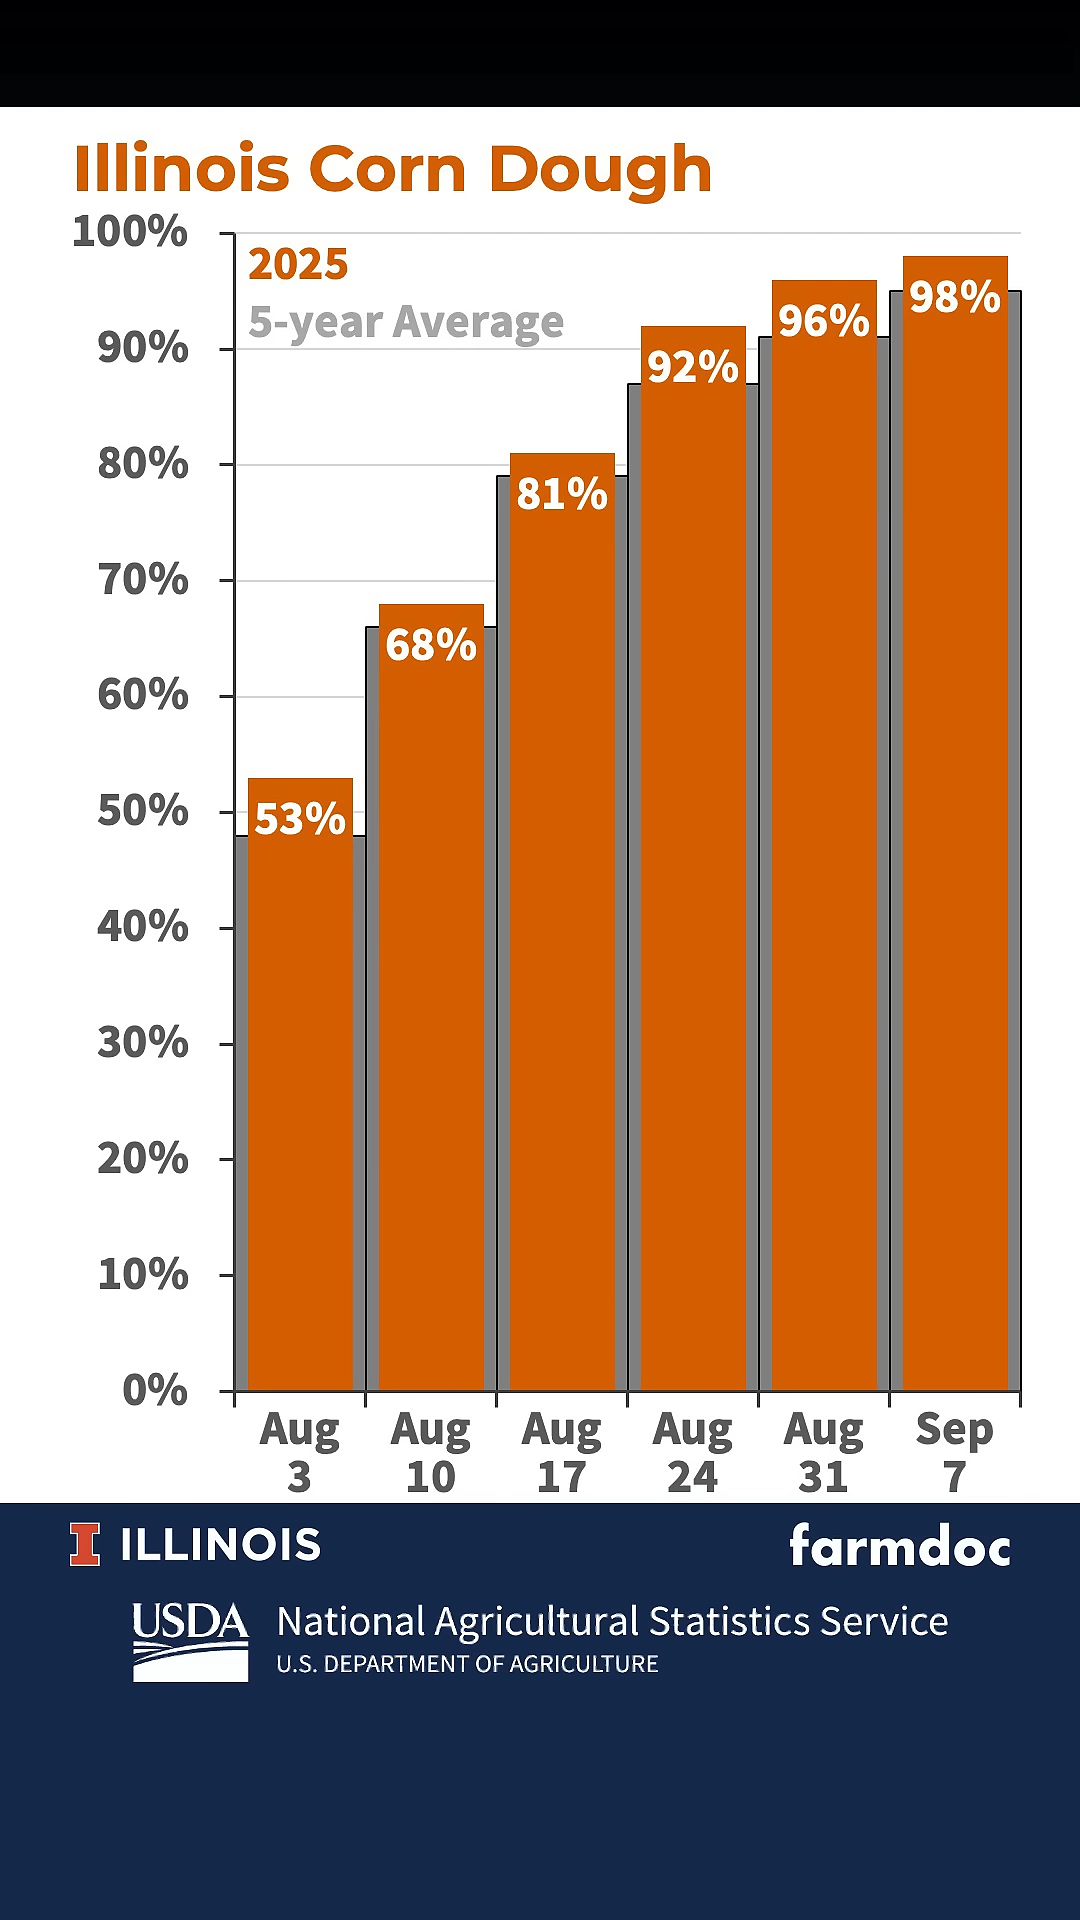 Illinois Corn Dough
100%
2025
5-year Average
90%
80%
70%
60%
50%
40%
30%
20%
10%
0%
53%
68%
81%
92%
96%
98%
Aug 3
Aug 10
Aug 17
Aug 24
Aug 31
Sep 7
I ILLINOIS
farmdoc
USDA
National Agricultural Statistics Service
U.S. DEPARTMENT OF AGRICULTURE